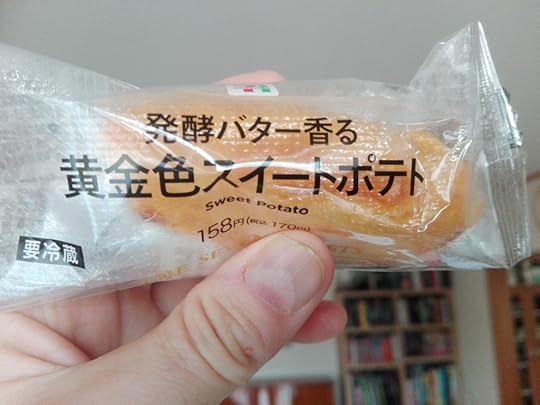 発酵バター香る
黄金色スイートポテト
Sweet Potato
158円(税込 170円)
要冷蔵